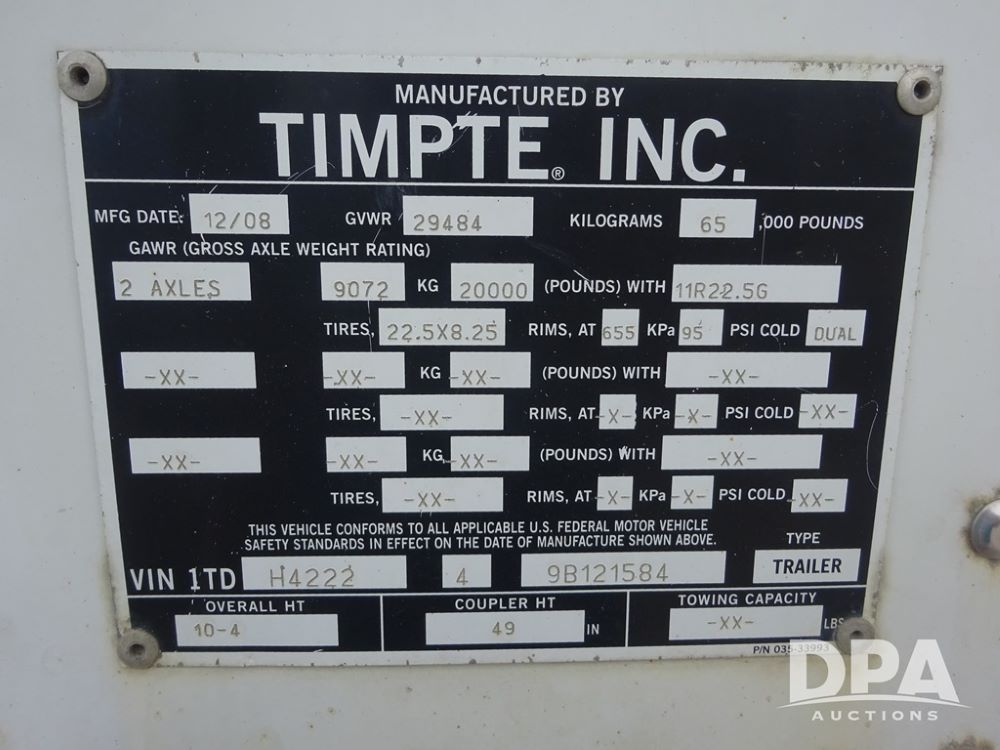 MANUFACTURED BY
TIMPTE® INC.
MFG DATE: 12/08 GVWR 29484 KILOGRAMS 65 ,000 POUNDS
GAWR (GROSS AXLE WEIGHT RATING)
2 AXLES 9072 KG 20000 (POUNDS) WITH 11R22.5G
TIRES, 22.5X8.25 RIMS, AT 655 KPa 95 PSI COLD DUAL
-XX- -XX- KG -XX- (POUNDS) WITH -XX-
TIRES, -XX- RIMS, AT -X- KPa -X- PSI COLD -XX-
-XX- -XX- KG -XX- (POUNDS) WITH -XX-
TIRES, -XX- RIMS, AT -X- KPa -X- PSI COLD -XX-
THIS VEHICLE CONFORMS TO ALL APPLICABLE U.S. FEDERAL MOTOR VEHICLE
SAFETY STANDARDS IN EFFECT ON THE DATE OF MANUFACTURE SHOWN ABOVE.
TYPE
VIN 1TD H4222 4 9B121584 TRAILER
OVERALL HT COUPLER HT TOWING CAPACITY
10-4 49 IN -XX- LBS
P/N 035-33993
DPA
AUCTIONS